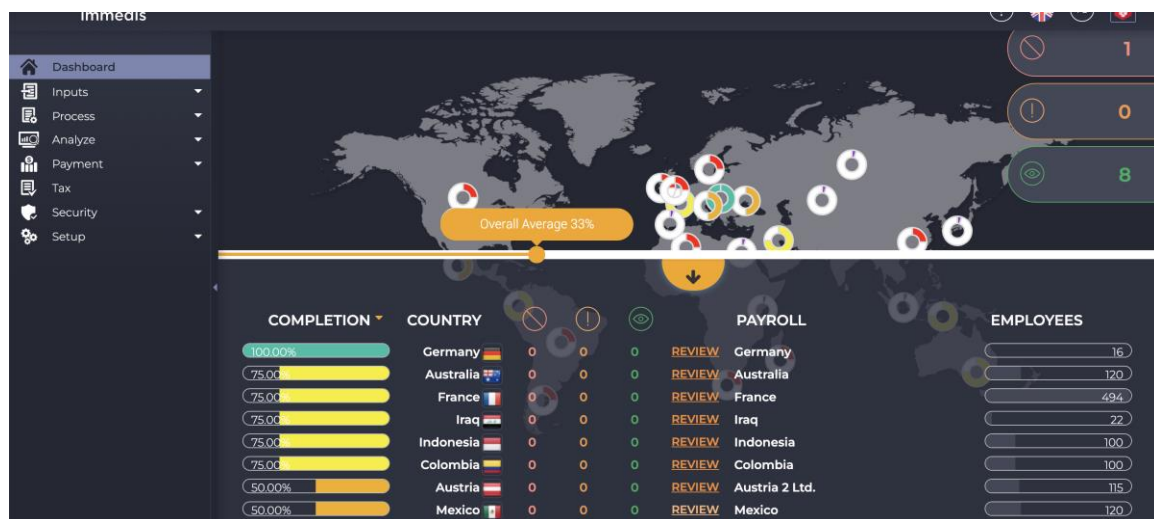 immedis
1
Dashboard
Inputs
Process
0
Analyze
Payment
8
Tax
Security
Setup
Overall Average 33%
COMPLETION COUNTRY PAYROLL EMPLOYEES
100.00% Germany 0 0 0 REVIEW Germany 16
75.00 Australia 0 0 0 REVIEW Australia 120
75.00 France 0 0 0 REVIEW France 494
75.00 Iraq 0 0 0 REVIEW Iraq 22
75.00 Indonesia 0 0 0 REVIEW Indonesia 100
75.00 Colombia 0 0 0 REVIEW Colombia 100
50.00% Austria 0 0 0 REVIEW Austria 2 Ltd. 115
50.00% Mexico 0 0 0 REVIEW Mexico 120